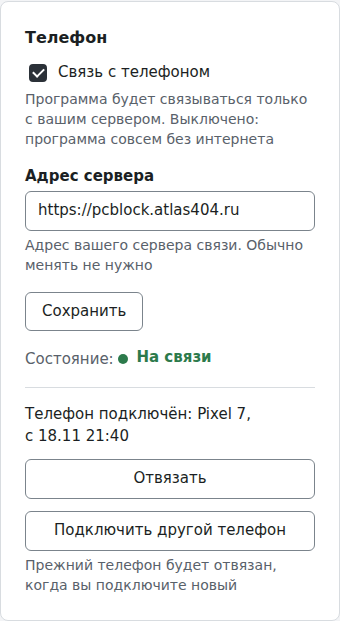 Телефон
Связь с телефоном
Программа будет связываться только
с вашим сервером. Выключено:
программа совсем без интернета
Адрес сервера
https://pcblock.atlas404.ru
Адрес вашего сервера связи. Обычно
менять не нужно
Сохранить
Состояние: На связи
Телефон подключён: Pixel 7,
с 18.11 21:40
Отвязать
Подключить другой телефон
Прежний телефон будет отвязан,
когда вы подключите новый